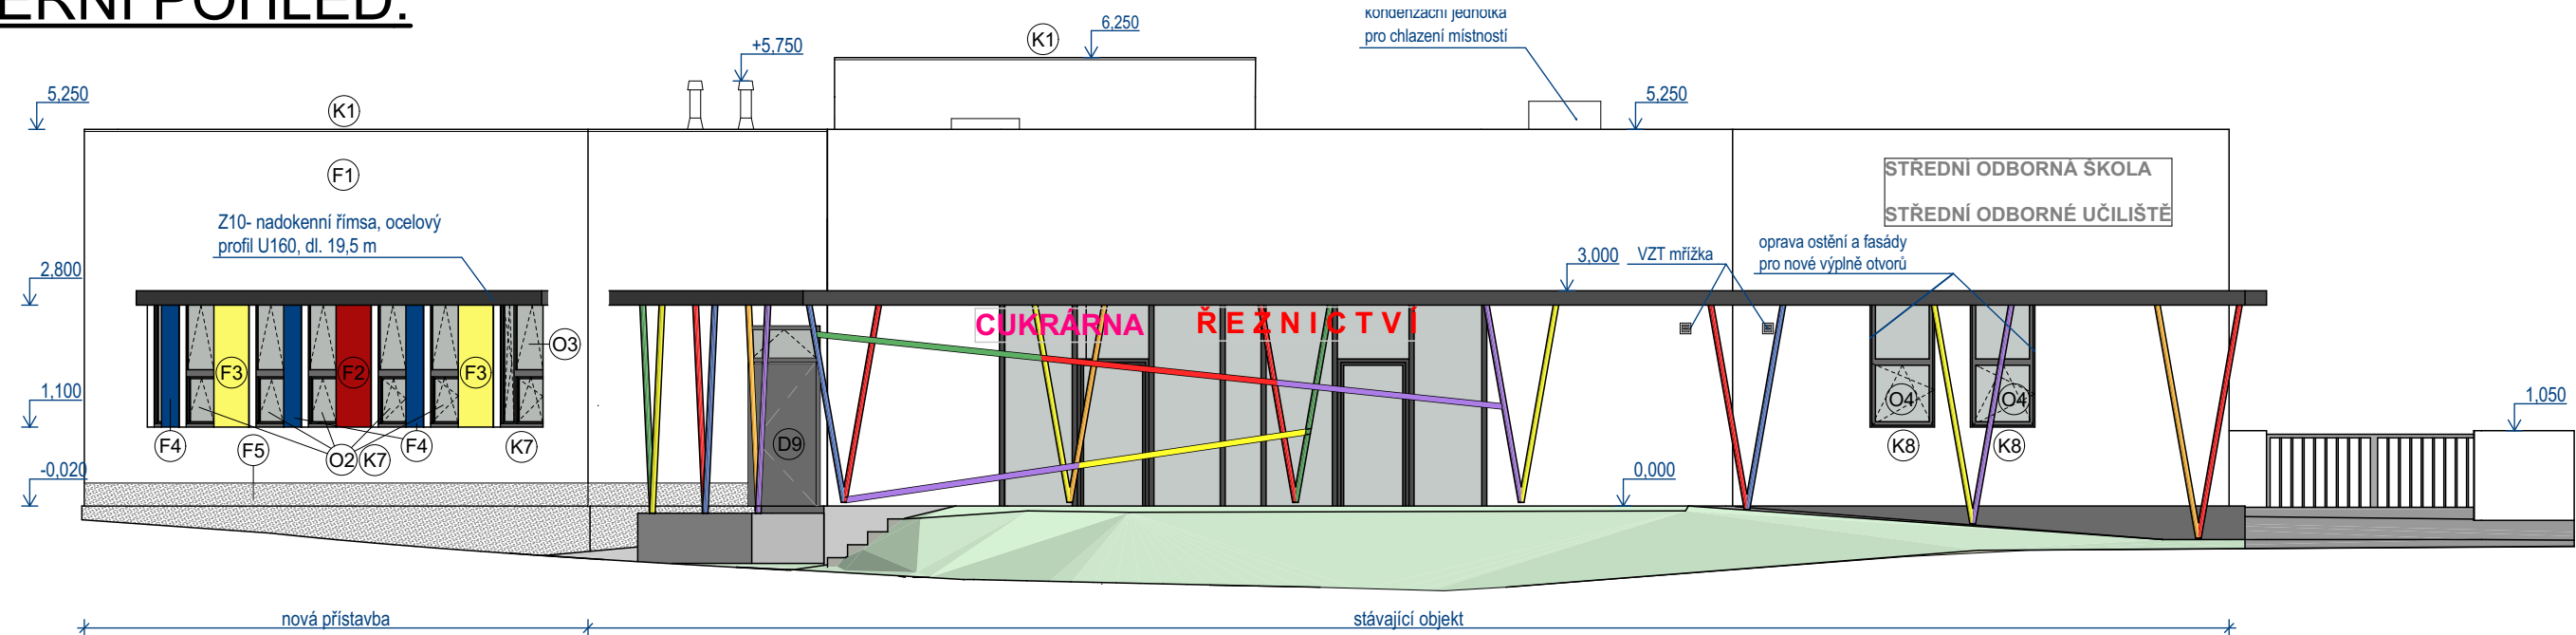 ERNÍ POHLED:
kondenzační jednotka
pro chlazení místností
6,250
K1
+5,750
5,250
K1
5,250
F1
STŘEDNÍ ODBORNÁ ŠKOLA
STŘEDNÍ ODBORNÉ UČILIŠTĚ
Z10- nadokenní římsa, ocelový
profil U160, dl. 19,5 m
oprava ostění a fasády
pro nové výplně otvorů
3,000
VZT mřížka
2,800
CUKRÁRNA
ŘEZNICTVÍ
O3
F3
F2
F3
1,100
O4
O4
1,050
F4
F5
O2
K7
F4
K7
D9
K8
K8
-0,020
0,000
nová přístavba
stávající objekt